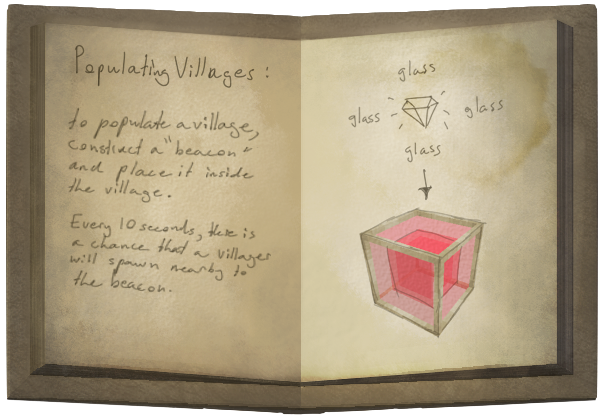 Populating Villages:
to populate a village,
construct a "beacon"
and place it inside
the village.
Every 10 seconds, there is
a chance that a villages
will spawn nearby to
the beacon.
glass
glass glass
glass